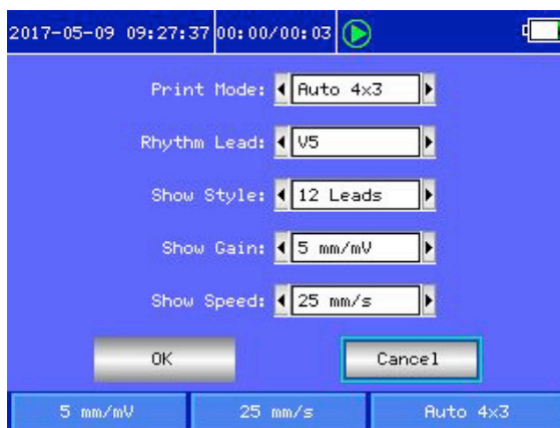 2017-05-09 09:27:37 00:00/00:03
Print Mode: Auto 4x3
Rhythm Lead: V5
Show Style: 12 Leads
Show Gain: 5 mm/mV
Show Speed: 25 mm/s
OK Cancel
5 mm/mV 25 mm/s Auto 4x3